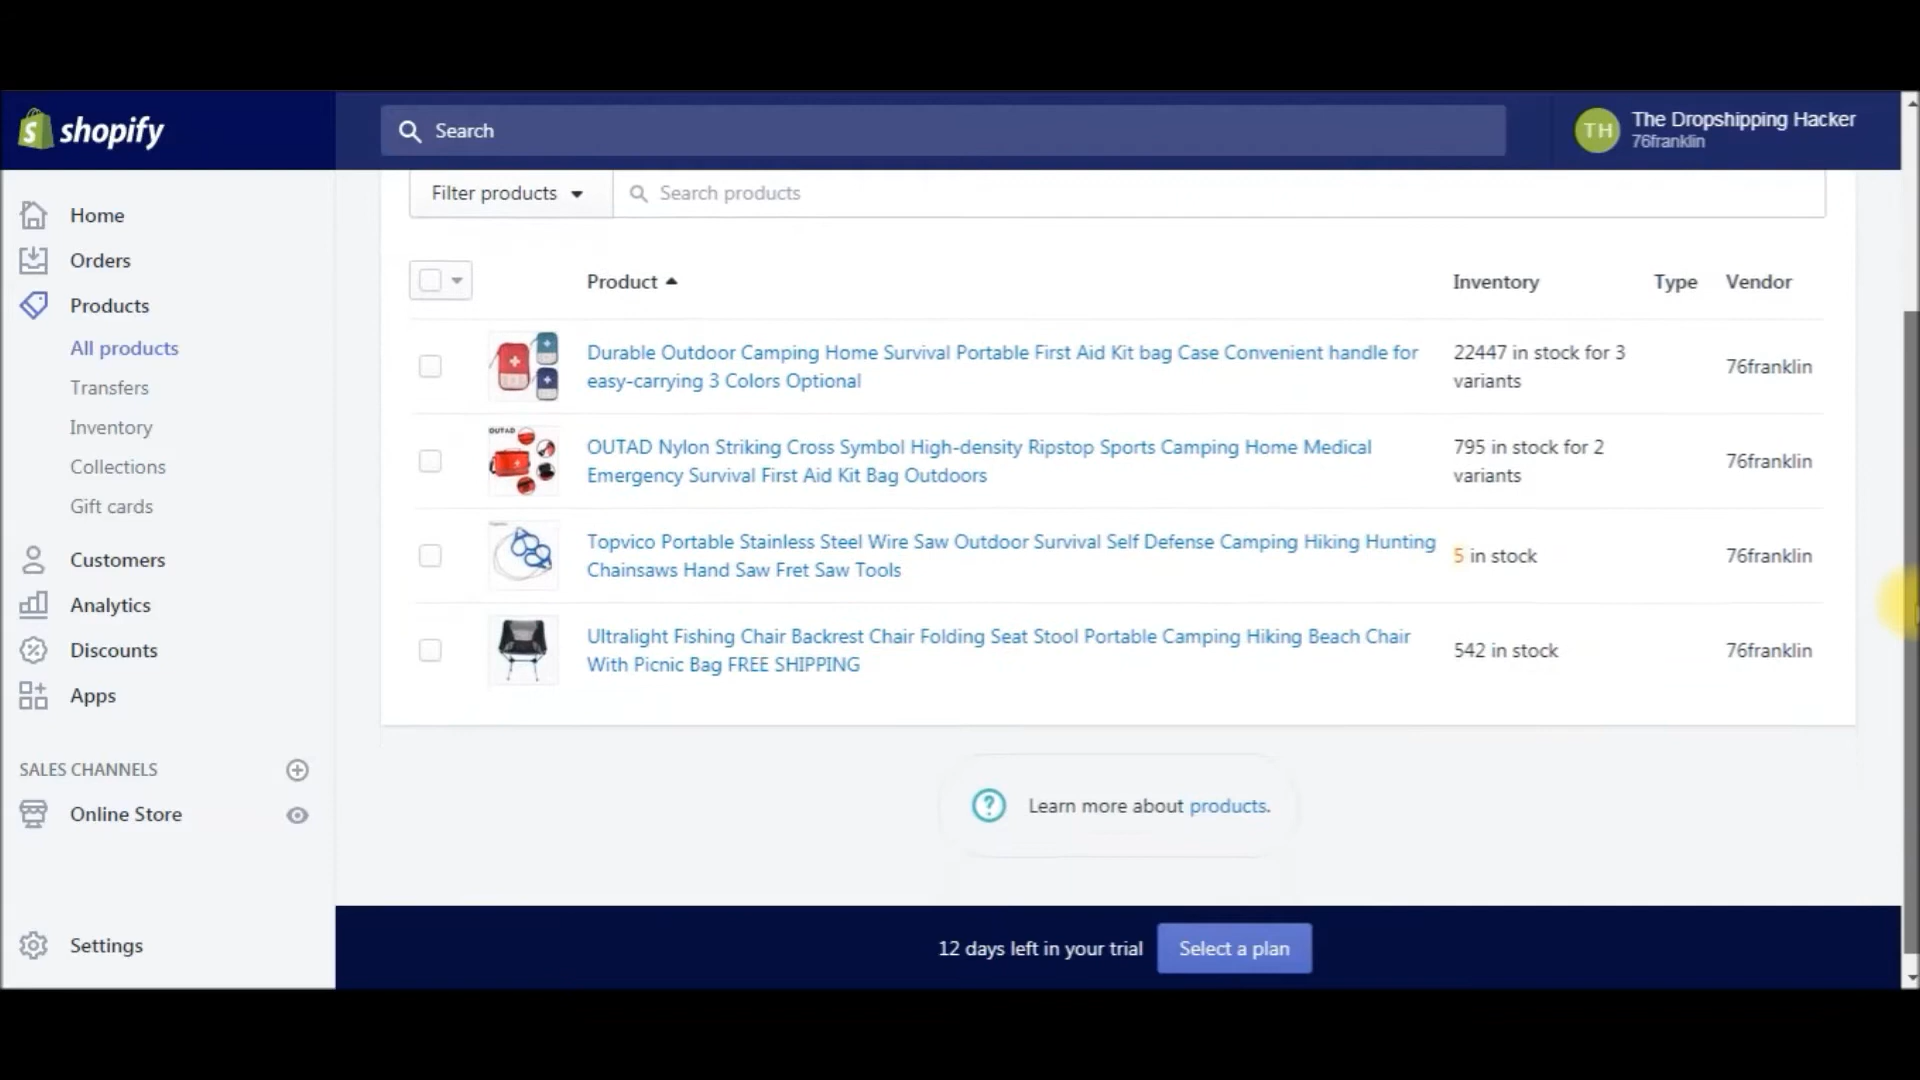 shopify
Search
TH
The Dropshipping Hacker
76franklin
Home
Orders
Products
All products
Transfers
Inventory
Collections
Gift cards
Customers
Analytics
Discounts
Apps
SALES CHANNELS
Online Store
Settings
Filter products
Search products
Product
Inventory
Type
Vendor
Durable Outdoor Camping Home Survival Portable First Aid Kit bag Case Convenient handle for
easy-carrying 3 Colors Optional
22447 in stock for 3
variants
76franklin
OUTAD
OUTAD Nylon Striking Cross Symbol High-density Ripstop Sports Camping Home Medical
Emergency Survival First Aid Kit Bag Outdoors
795 in stock for 2
variants
76franklin
Topvico Portable Stainless Steel Wire Saw Outdoor Survival Self Defense Camping Hiking Hunting
Chainsaws Hand Saw Fret Saw Tools
5 in stock
76franklin
Ultralight Fishing Chair Backrest Chair Folding Seat Stool Portable Camping Hiking Beach Chair
With Picnic Bag FREE SHIPPING
542 in stock
76franklin
Learn more about products.
12 days left in your trial
Select a plan